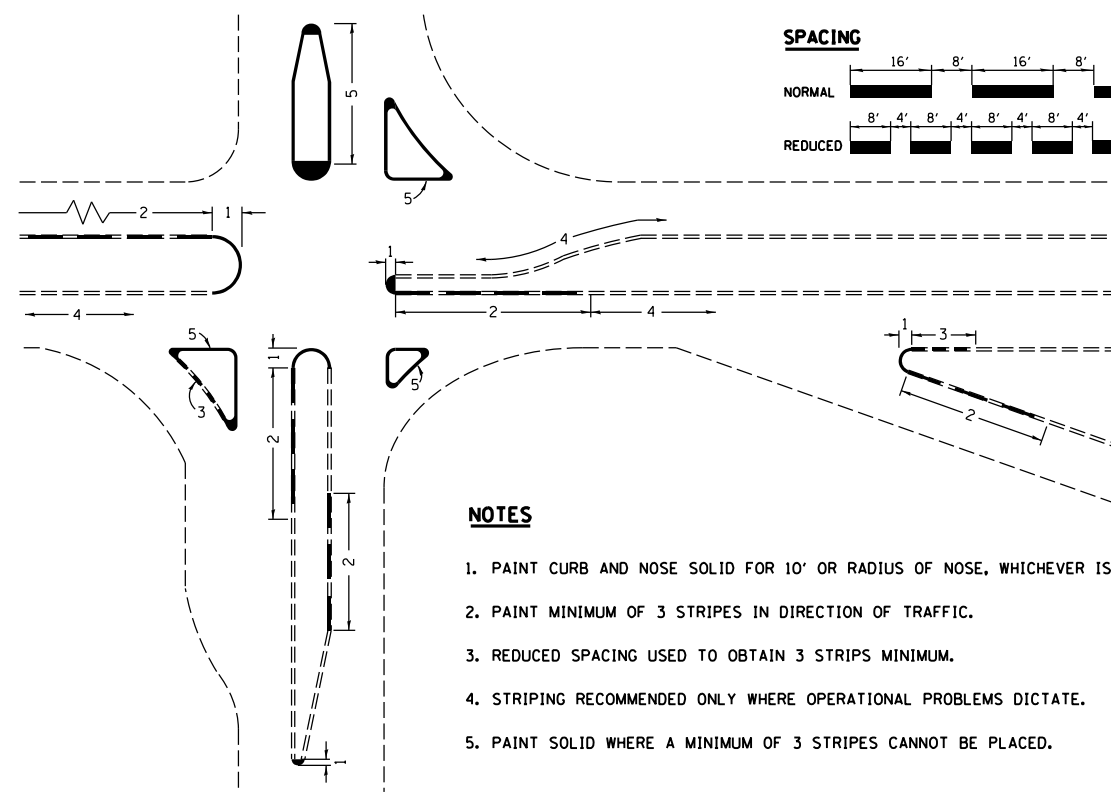 SPACING
16' 8' 16' 8'
NORMAL
8' 4' 8' 4' 8' 4' 8' 4'
REDUCED
5
5
2 1
4
1
4
2 4
5
3
1
5
1 3
2
2
2
1
NOTES
1. PAINT CURB AND NOSE SOLID FOR 10' OR RADIUS OF NOSE, WHICHEVER IS
2. PAINT MINIMUM OF 3 STRIPES IN DIRECTION OF TRAFFIC.
3. REDUCED SPACING USED TO OBTAIN 3 STRIPS MINIMUM.
4. STRIPING RECOMMENDED ONLY WHERE OPERATIONAL PROBLEMS DICTATE.
5. PAINT SOLID WHERE A MINIMUM OF 3 STRIPES CANNOT BE PLACED.